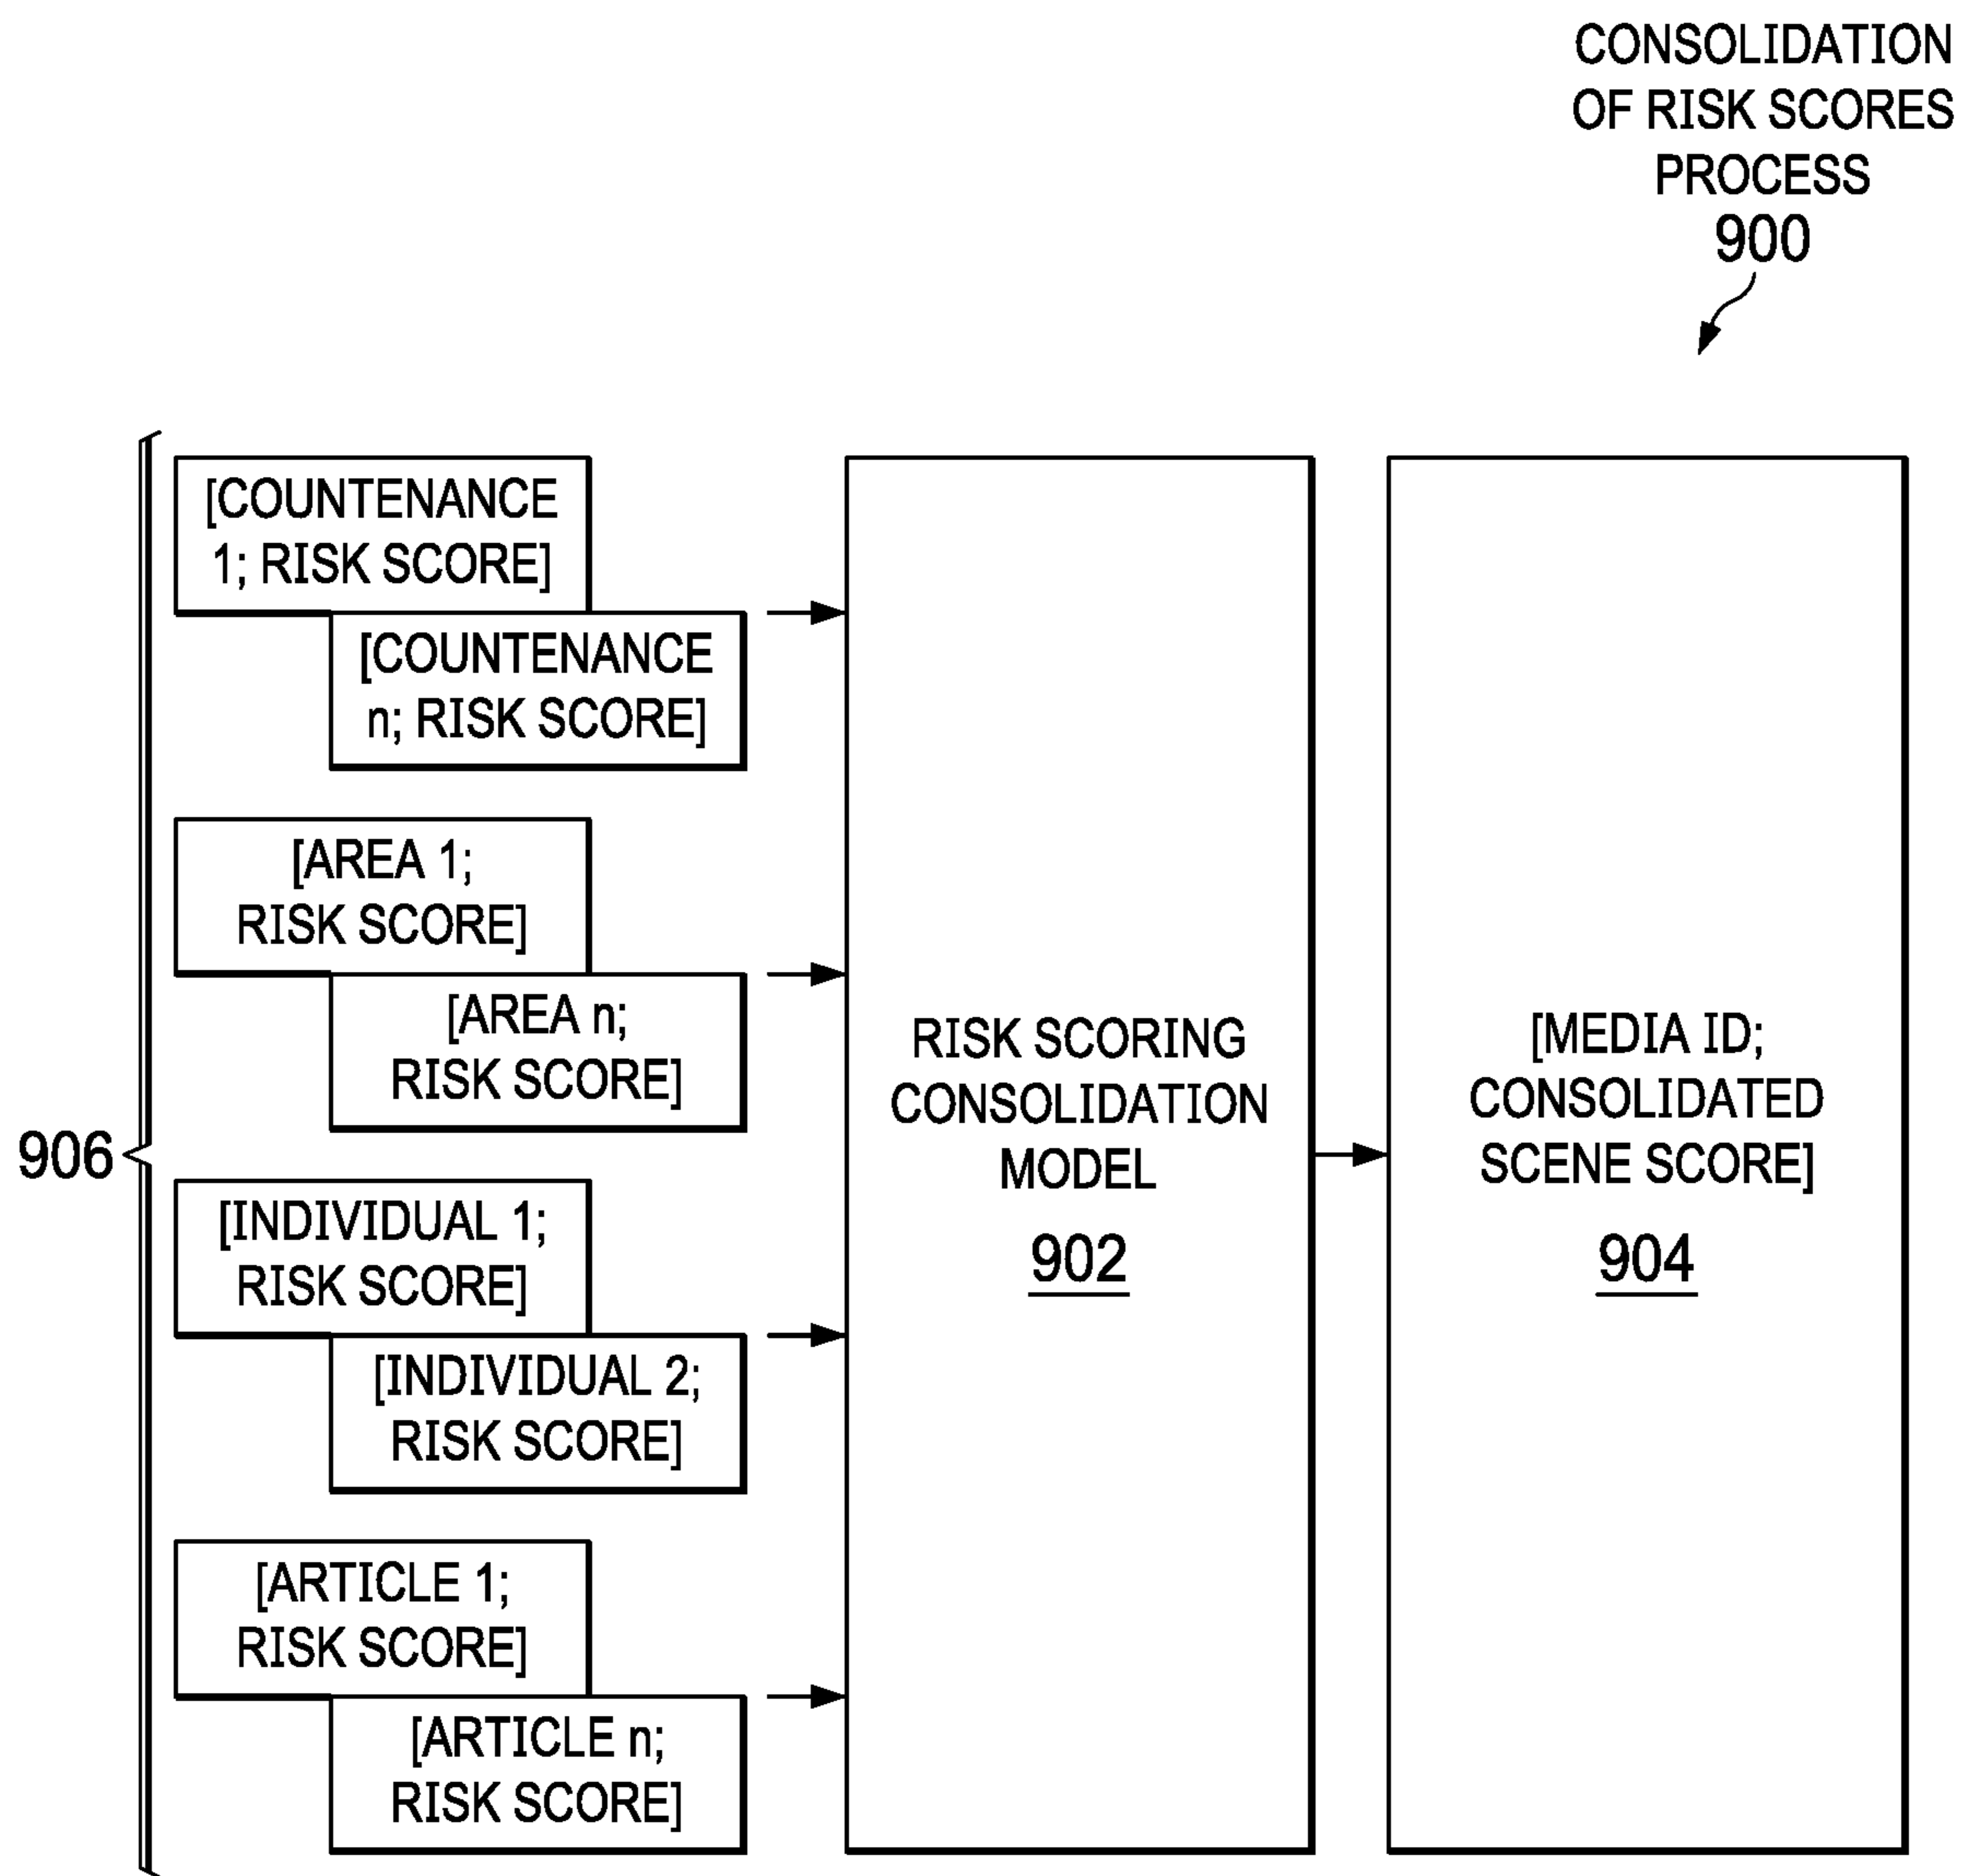 CONSOLIDATION
OF RISK SCORES
PROCESS
900
[COUNTENANCE
1; RISK SCORE]
[COUNTENANCE
n; RISK SCORE]
[AREA 1;
RISK SCORE]
[AREA n;
RISK SCORE]
906
[INDIVIDUAL 1;
RISK SCORE]
[INDIVIDUAL 2;
RISK SCORE]
[ARTICLE 1;
RISK SCORE]
[ARTICLE n;
RISK SCORE]
RISK SCORING
CONSOLIDATION
MODEL
902
[MEDIA ID;
CONSOLIDATED
SCENE SCORE]
904